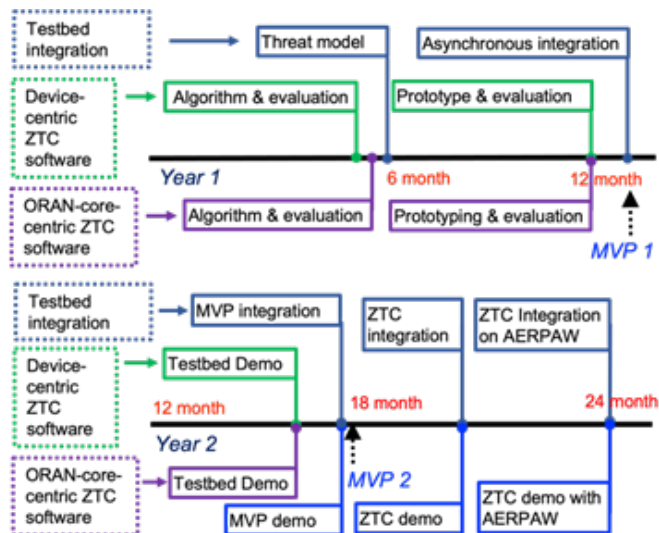 Testbed
integration
Threat model
Asynchronous integration
Device-
centric
ZTC
software
Algorithm & evaluation
Prototype & evaluation
Year 1
6 month
12 month
ORAN-core-
centric ZTC
software
Algorithm & evaluation
Prototyping & evaluation
MVP 1
Testbed
integration
MVP integration
ZTC
integration
ZTC Integration
on AERPAW
Device-
centric
ZTC
software
Testbed Demo
12 month
18 month
24 month
Year 2
ORAN-core-
centric ZTC
software
Testbed Demo
MVP 2
MVP demo
ZTC demo
ZTC demo with
AERPAW